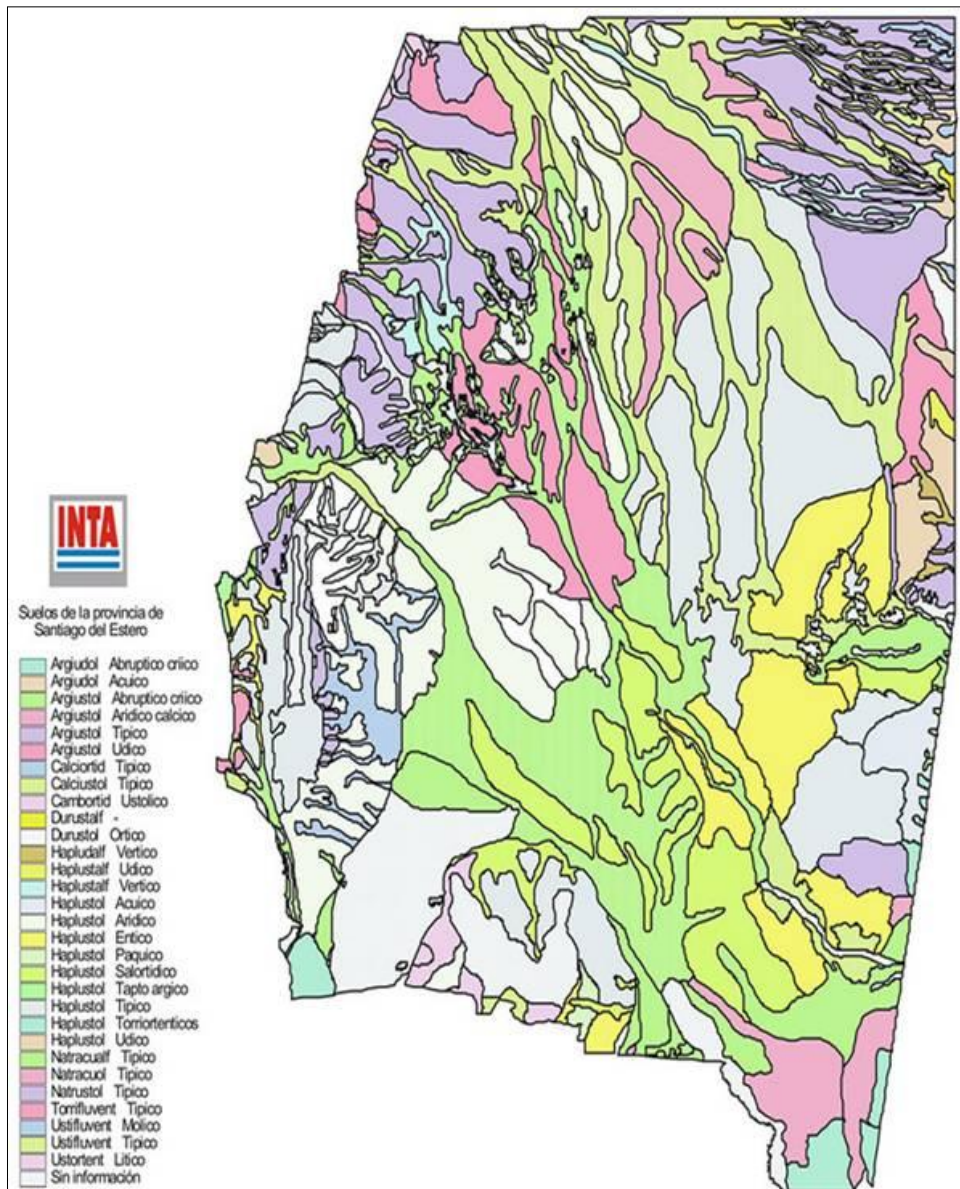 INTA
Suelos de la provincia de
Santiago del Estero
Argiudol Abruptico criico
Argiudol Acuico
Argiustol Abruptico criico
Argiustol Aridico calcico
Argiustol Tipico
Argiustol Udico
Calciortid Tipico
Calciustol Tipico
Cambortid Ustolico
Durustalf -
Durustol Ortico
Hapludalf Vertico
Haplustalf Udico
Haplustalf Vertico
Haplustol Acuico
Haplustol Aridico
Haplustol Entico
Haplustol Paquico
Haplustol Salortidico
Haplustol Tapto argico
Haplustol Tipico
Haplustol Torriortenticos
Haplustol Udico
Natracualf Tipico
Natracuol Tipico
Natrustol Tipico
Torrifluvent Tipico
Ustifluvent Molico
Ustifluvent Tipico
Ustortent Litico
Sin información